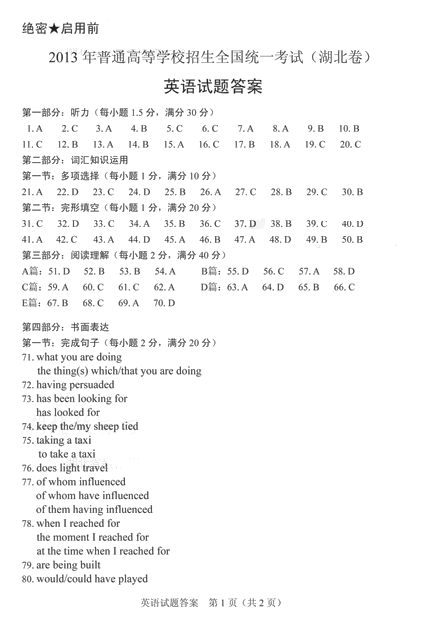 绝密★启用前
2013 年普通高等学校招生全国统一考试（湖北卷）
英语试题答案
第一部分：听力（每小题 1.5 分，满分 30 分）
1. A 2. C 3. A 4. B 5. C 6. C 7. A 8. A 9. B 10. B
11. C 12. B 13. A 14. B 15. A 16. C 17. B 18. A 19. C 20. C
第二部分：词汇知识运用
第一节：多项选择（每小题 1 分，满分 10 分）
21. A 22. D 23. C 24. D 25. B 26. A 27. C 28. B 29. C 30. B
第二节：完形填空（每小题 1 分，满分 20 分）
31. C 32. D 33. C 34. A 35. B 36. C 37. D 38. B 39. C 40. D
41. A 42. C 43. A 44. D 45. A 46. B 47. A 48. D 49. B 50. B
第三部分：阅读理解（每小题 2 分，满分 40 分）
A篇：51. D 52. B 53. B 54. A B篇：55. D 56. C 57. A 58. D
C篇：59. A 60. C 61. C 62. A D篇：63. A 64. D 65. B 66. C
E篇：67. B 68. C 69. A 70. D
第四部分：书面表达
第一节：完成句子（每小题 2 分，满分 20 分）
71. what you are doing
the thing(s) which/that you are doing
72. having persuaded
73. has been looking for
has looked for
74. keep the/my sheep tied
75. taking a taxi
to take a taxi
76. does light travel
77. of whom influenced
of whom have influenced
of them having influenced
78. when I reached for
the moment I reached for
at the time when I reached for
79. are being built
80. would/could have played
英语试题答案 第 1 页（共 2 页）